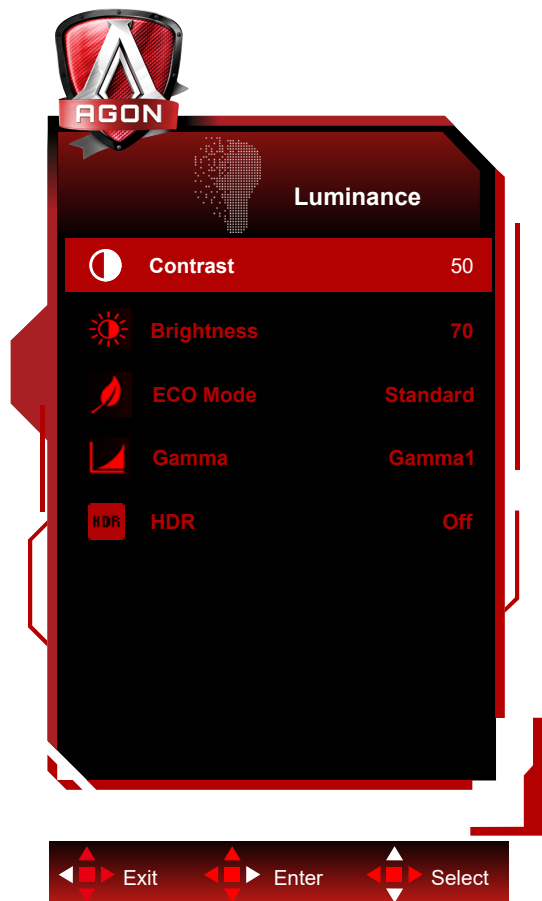 AGON
Luminance
Contrast 50
Brightness 70
ECO Mode Standard
Gamma Gamma1
HDR HDR Off
Exit Enter Select